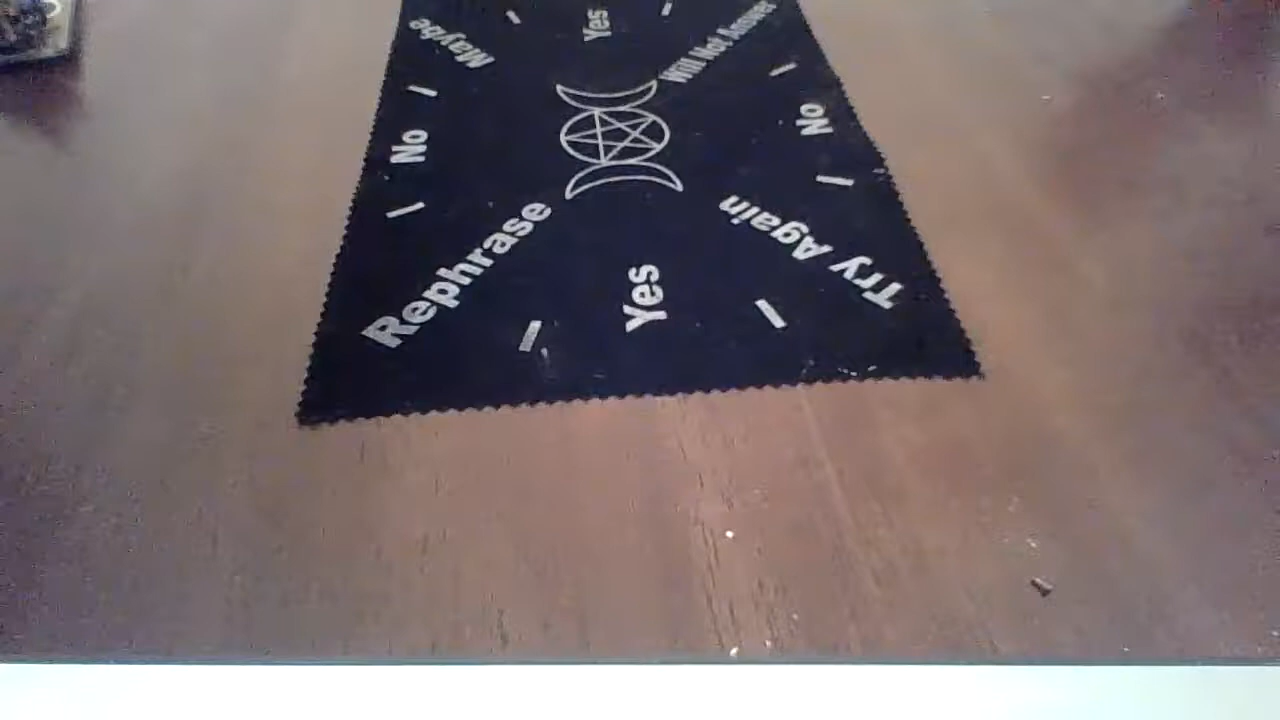 Maybe
Yes
Will Not Answer
No
No
Rephrase
Yes
Try Again